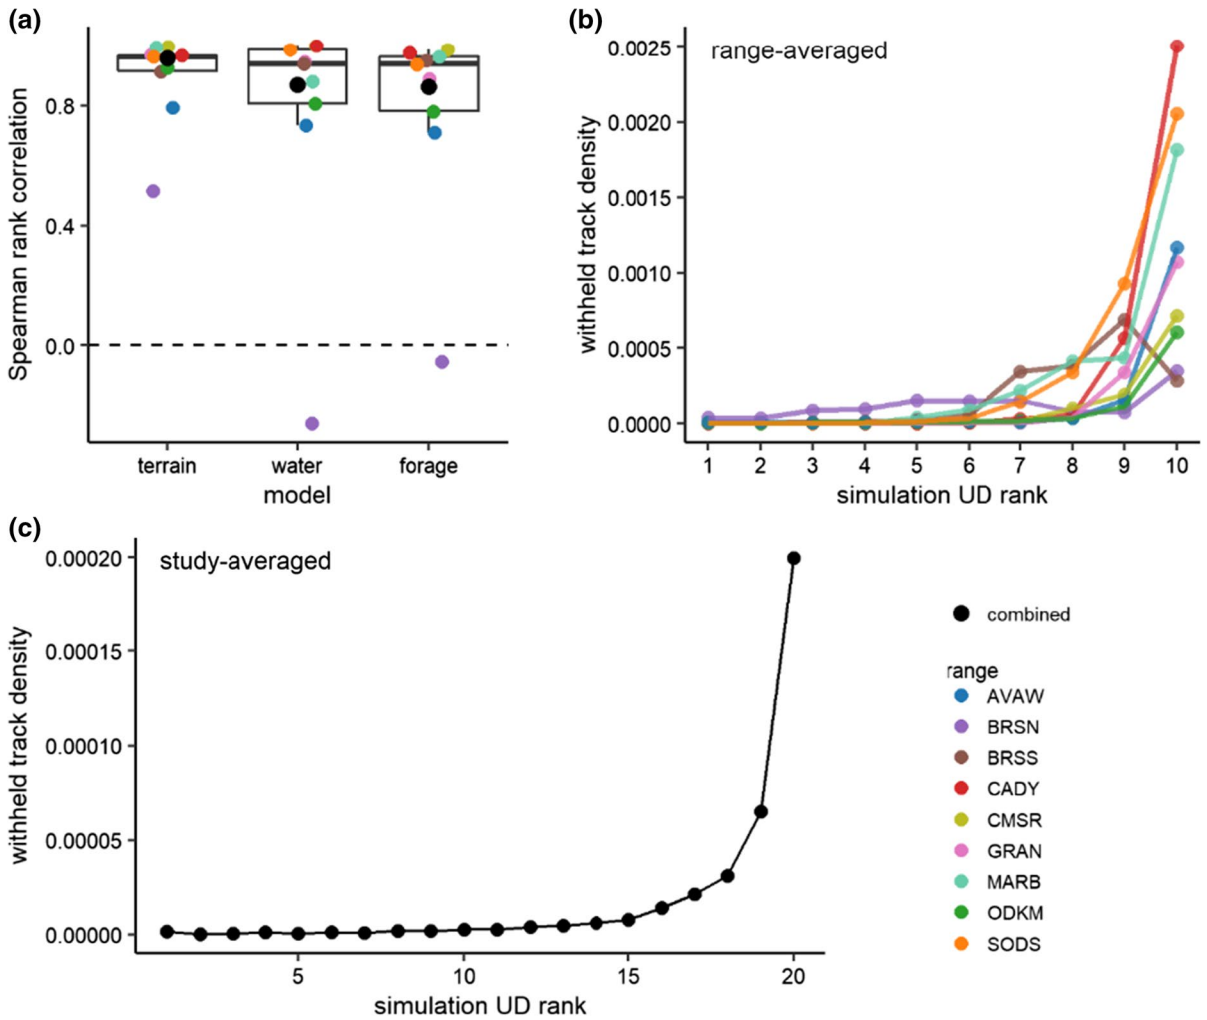 (a)
Spearman rank correlation
0.8
0.4
0.0
terrain water forage
model
(b)
range-averaged
withheld track density
0.0025
0.0020
0.0015
0.0010
0.0005
0.0000
1 2 3 4 5 6 7 8 9 10
simulation UD rank
(c)
study-averaged
withheld track density
0.00020
0.00015
0.00010
0.00005
0.00000
5 10 15 20
simulation UD rank
combined
range
AVAW
BRSN
BRSS
CADY
CMSR
GRAN
MARB
ODKM
SODS